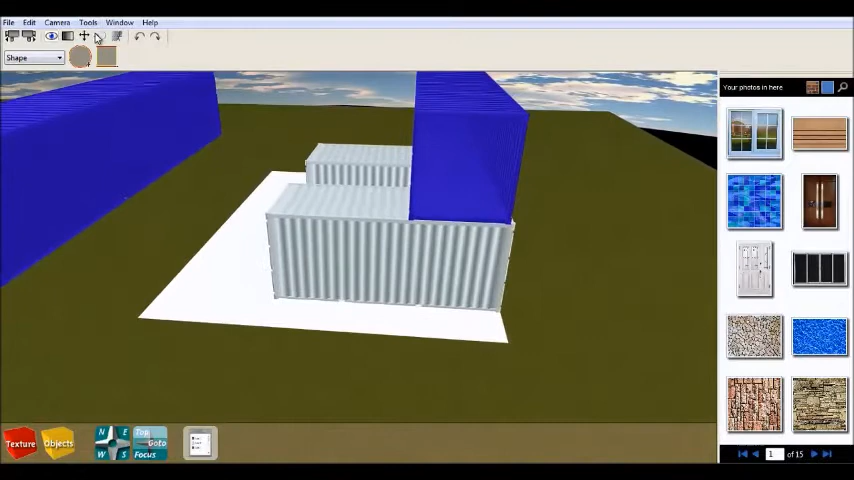 File Edit Camera Tools Window Help
Shape
Your photos in here
Texture
Objects
N E
W S
Top
Goto
Focus
1 of 15